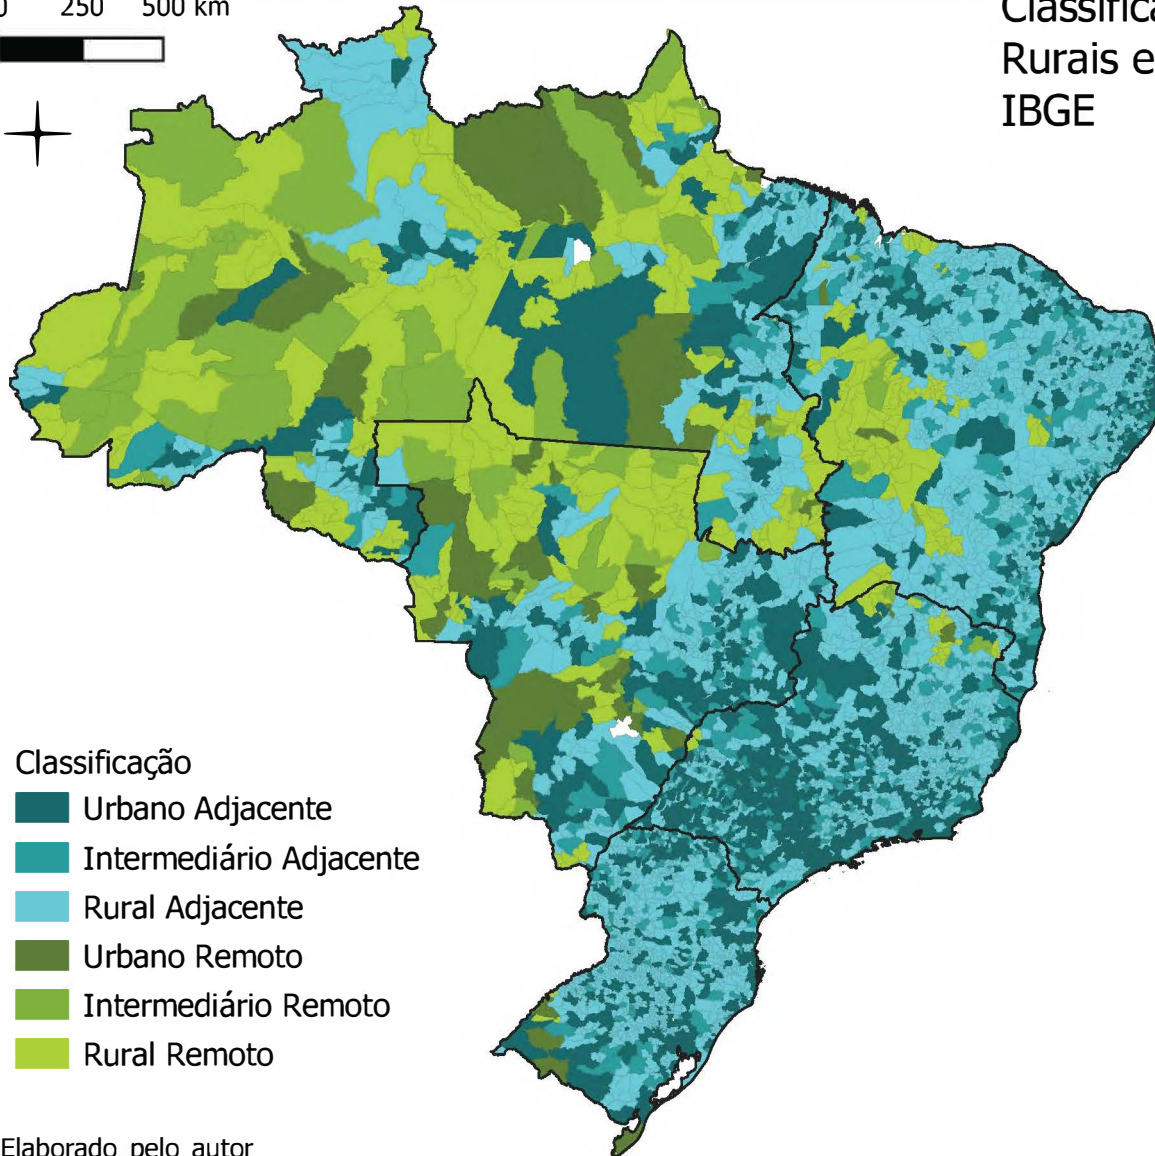 250 500 km
Rurais e
IBGE
Classificação
Urbano Adjacente
Intermediário Adjacente
Rural Adjacente
Urbano Remoto
Intermediário Remoto
Rural Remoto
Elaborado pelo autor